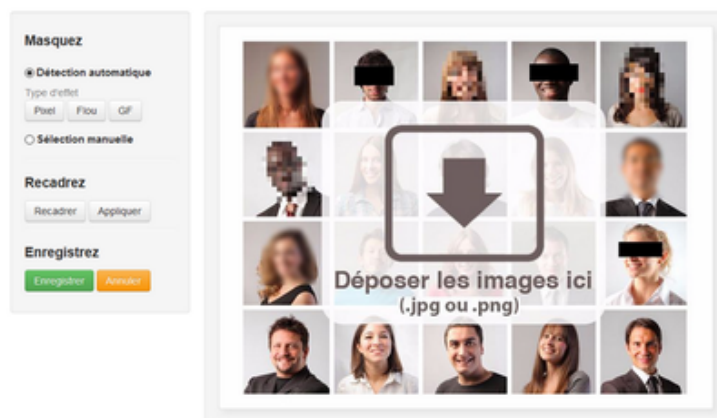 Masquez
Détection automatique
Type d'effet
Pixel Flou GF
Sélection manuelle
Recadrez
Recadrer Appliquer
Enregistrez
Enregistrer Annuler
Déposer les images ici
(.jpg ou .png)